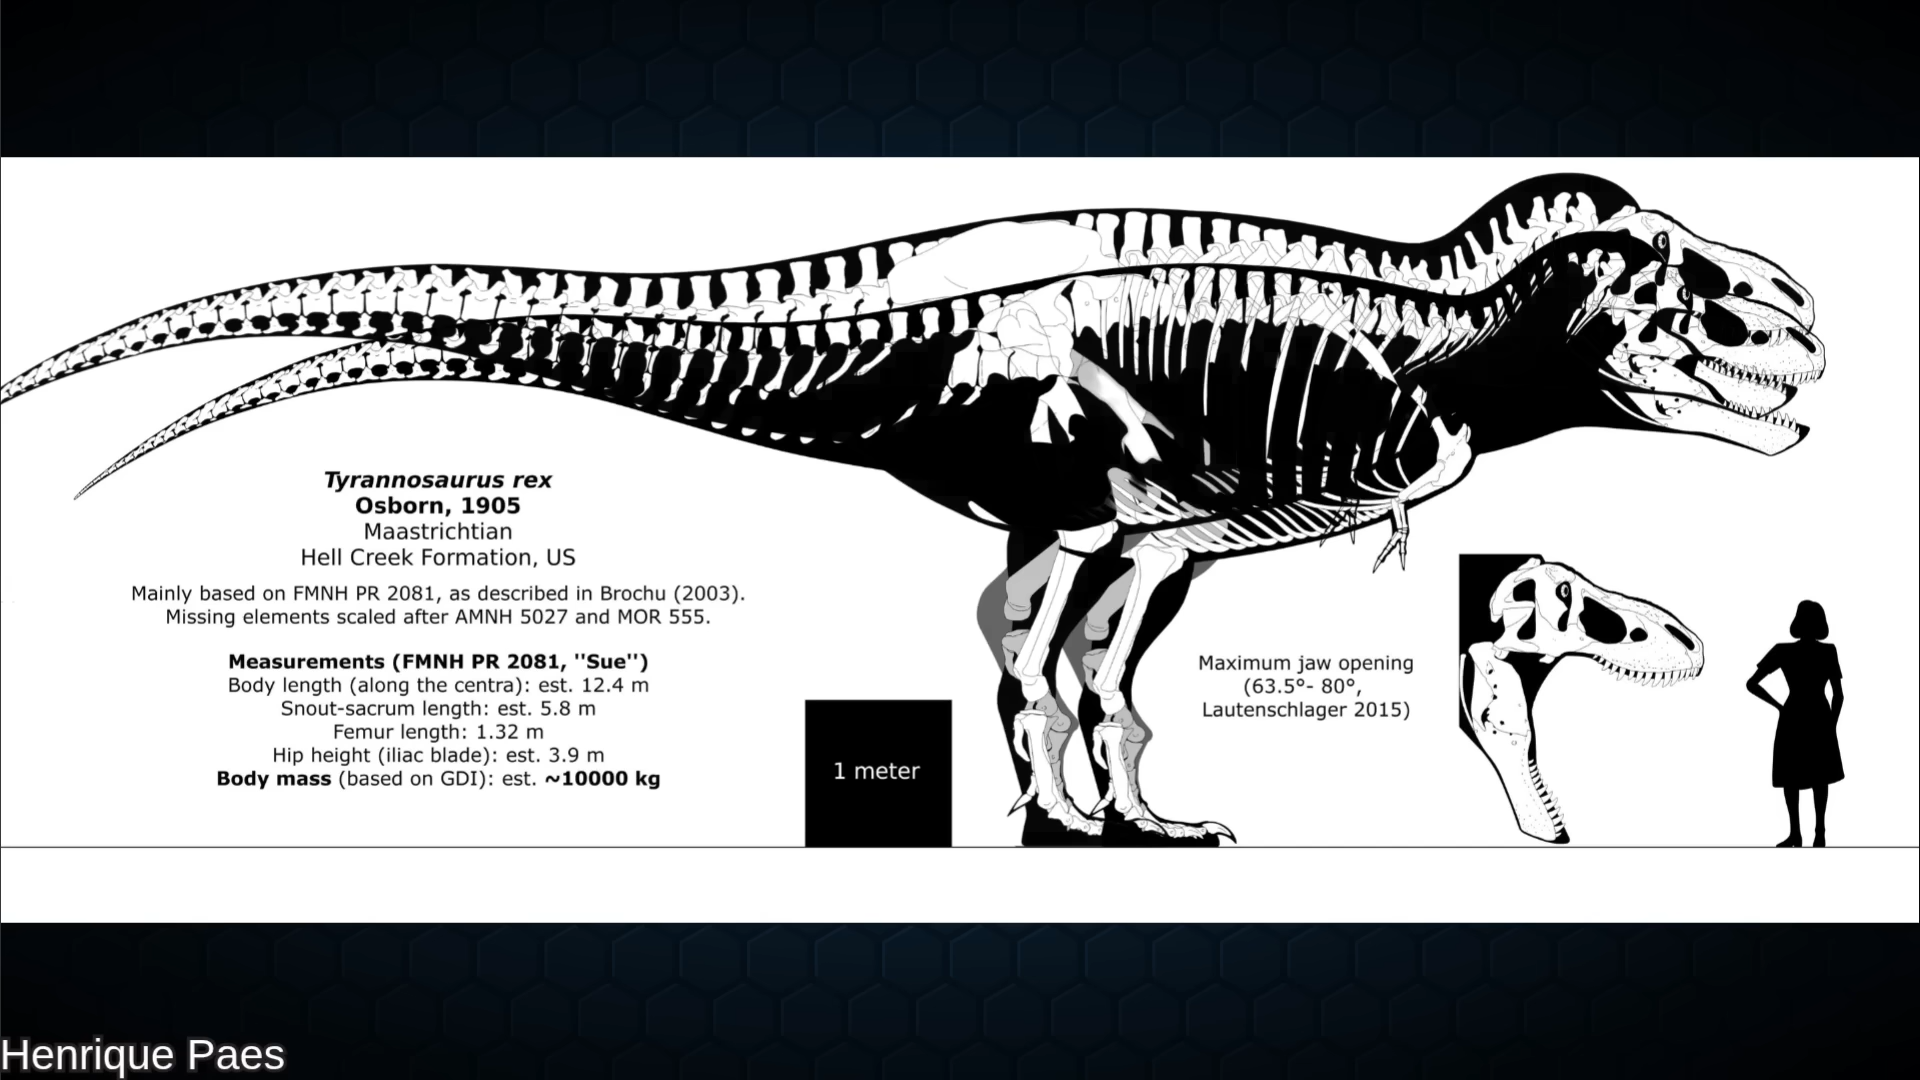 Tyrannosaurus rex
Osborn, 1905
Maastrichtian
Hell Creek Formation, US
Mainly based on FMNH PR 2081, as described in Brochu (2003).
Missing elements scaled after AMNH 5027 and MOR 555.
Measurements (FMNH PR 2081, ''Sue'')
Body length (along the centra): est. 12.4 m
Snout-sacrum length: est. 5.8 m
Femur length: 1.32 m
Hip height (iliac blade): est. 3.9 m
Body mass (based on GDI): est. ~10000 kg
1 meter
Maximum jaw opening
(63.5°- 80°,
Lautenschlager 2015)
Henrique Paes